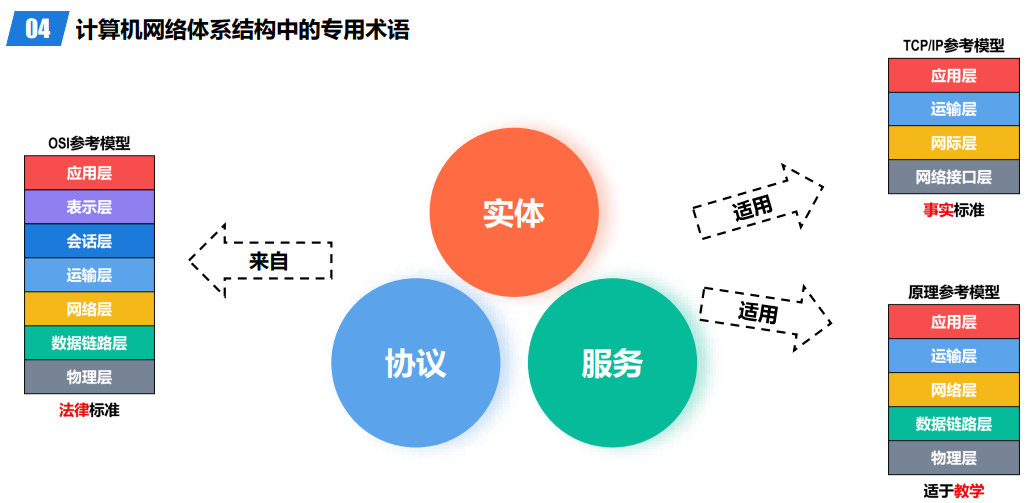 04 计算机网络体系结构中的专用术语
OSI参考模型
应用层
表示层
会话层
运输层
网络层
数据链路层
物理层
法律标准
来自
实体
协议
服务
适用
适用
TCP/IP参考模型
应用层
运输层
网际层
网络接口层
事实标准
原理参考模型
应用层
运输层
网络层
数据链路层
物理层
适于教学